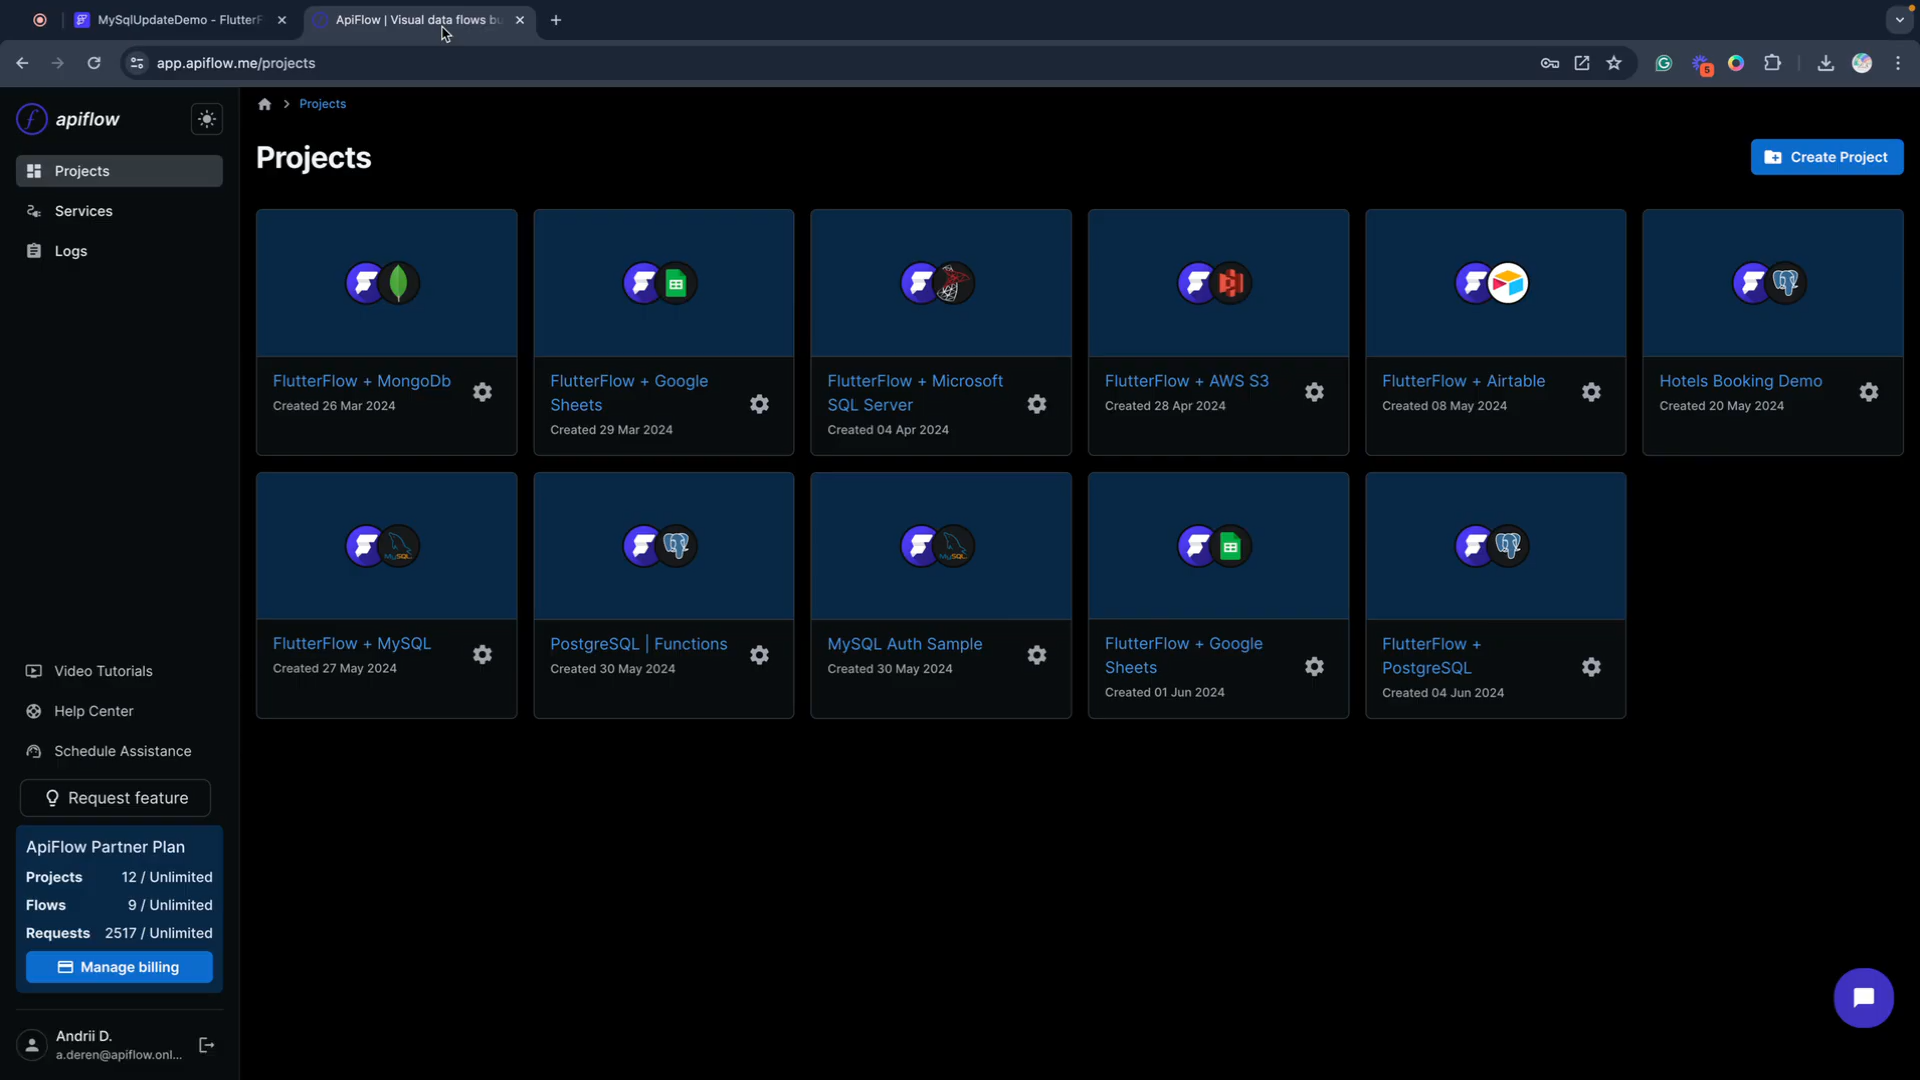 MySqlUpdateDemo - FlutterF
ApiFlow | Visual data flows bu
app.apiflow.me/projects
5
apiflow
Projects
Services
Logs
Projects
Projects
Create Project
FlutterFlow + MongoDb
Created 26 Mar 2024
FlutterFlow + Google
Sheets
Created 29 Mar 2024
FlutterFlow + Microsoft
SQL Server
Created 04 Apr 2024
FlutterFlow + AWS S3
Created 28 Apr 2024
FlutterFlow + Airtable
Created 08 May 2024
Hotels Booking Demo
Created 20 May 2024
MySQL
FlutterFlow + MySQL
Created 27 May 2024
PostgreSQL | Functions
Created 30 May 2024
MySQL
MySQL Auth Sample
Created 30 May 2024
FlutterFlow + Google
Sheets
Created 01 Jun 2024
FlutterFlow +
PostgreSQL
Created 04 Jun 2024
Video Tutorials
Help Center
Schedule Assistance
Request feature
ApiFlow Partner Plan
Projects 12 / Unlimited
Flows 9 / Unlimited
Requests 2517 / Unlimited
Manage billing
Andrii D.
a.deren@apiflow.onl...